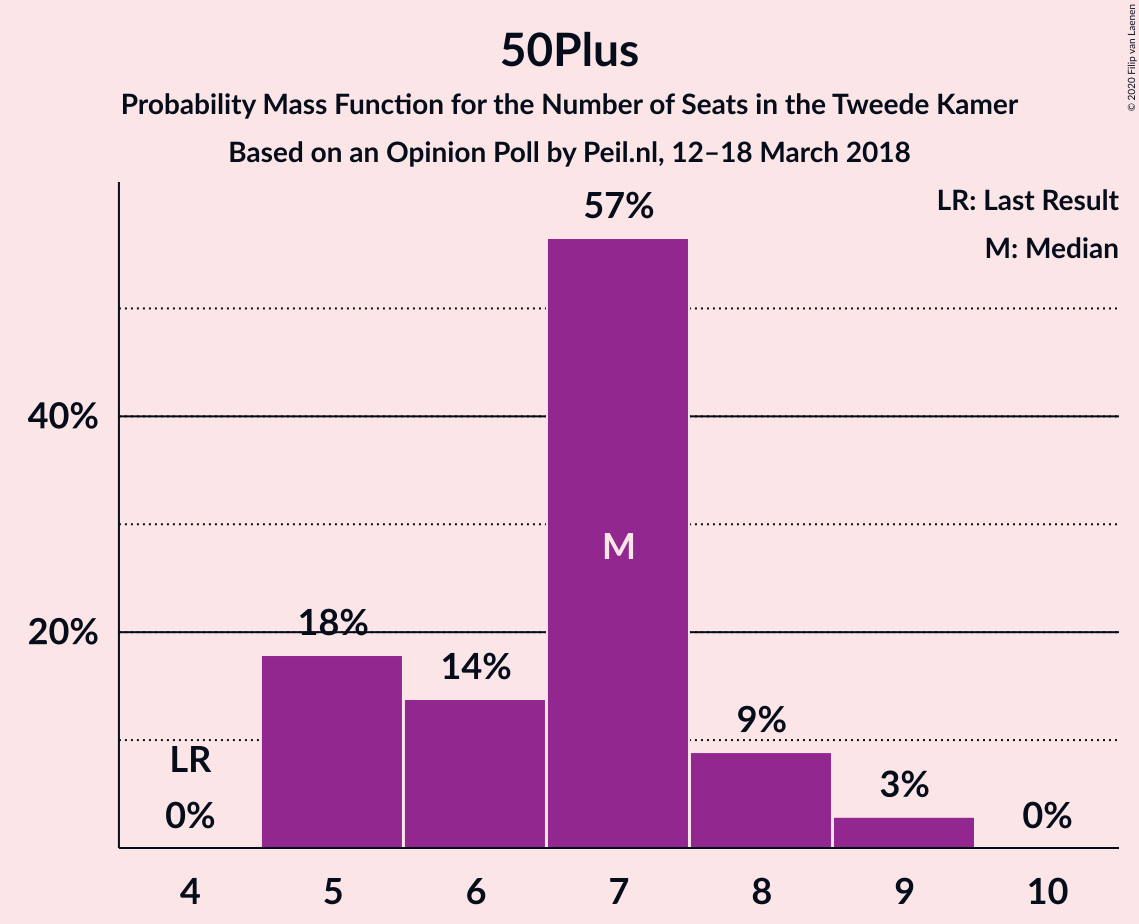 50Plus
Probability Mass Function for the Number of Seats in the Tweede Kamer
Based on an Opinion Poll by Peil.nl, 12–18 March 2018
© 2020 Filip van Laenen
LR: Last Result
M: Median
57%
40%
M
20%
18%
14%
9%
LR
3%
0%
0%
4 5 6 7 8 9 10